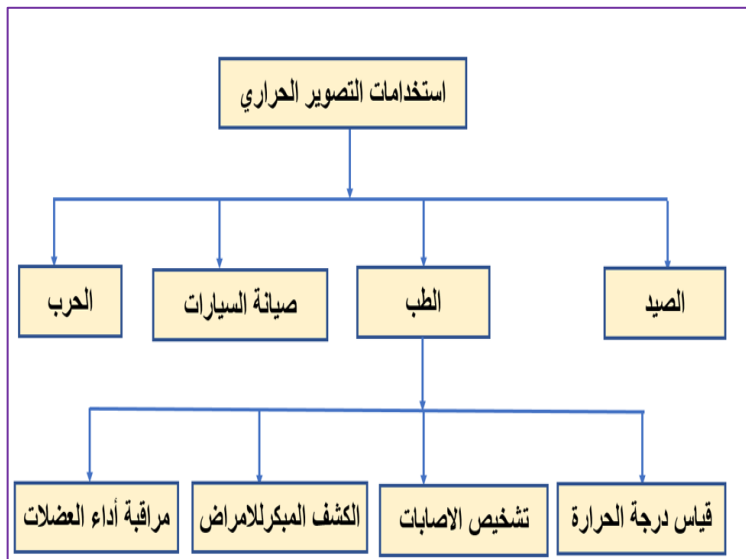 استخدامات التصوير الحراري
الصيد
الطب
صيانة السيارات
الحرب
قياس درجة الحرارة
تشخيص الاصابات
الكشف المبكرللامراض
مراقبة أداء العضلات